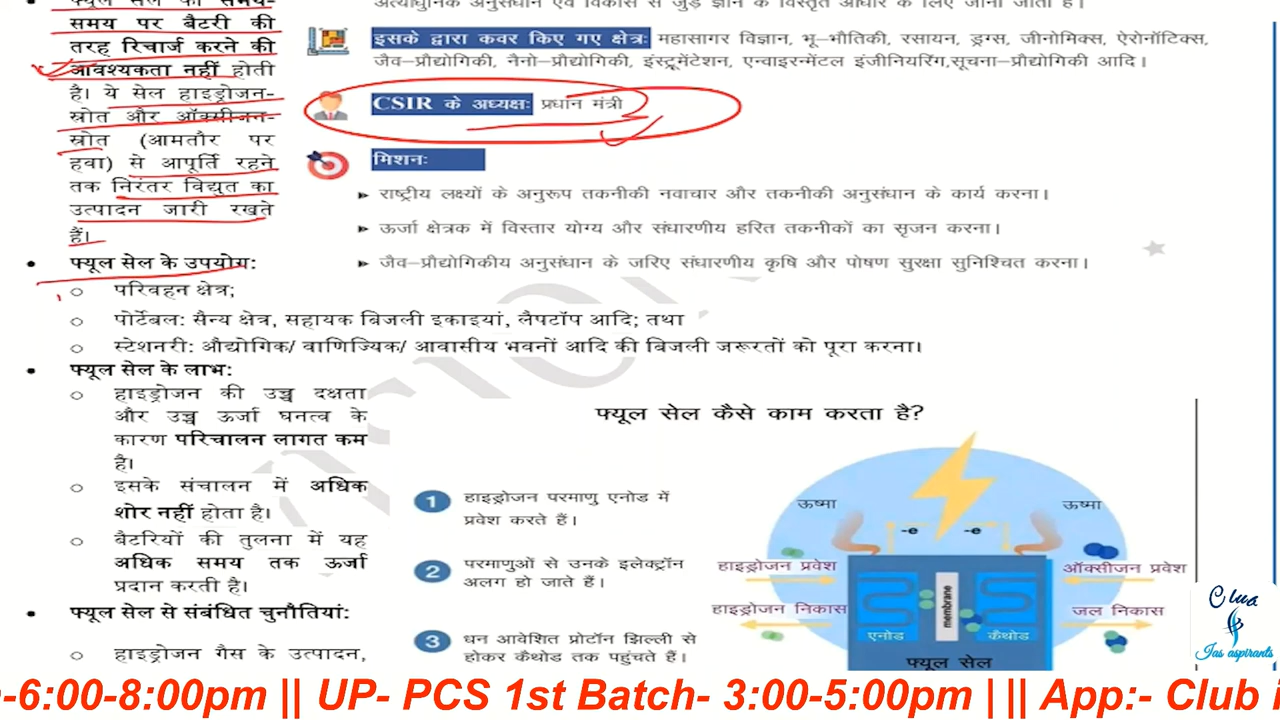 फ्यूल सेल को समय-
समय पर बैटरी की
तरह रिचार्ज करने की
आवश्यकता नहीं होती
है। ये सेल हाइड्रोजन-
स्रोत और ऑक्सीजन-
स्रोत (आमतौर पर
हवा) से आपूर्ति रहने
तक निरंतर विद्युत का
उत्पादन जारी रखते
हैं।
अत्याधुनिक अनुसंधान एवं विकास से जुड़े ज्ञान के विस्तृत आधार के लिए जाना जाता है।
इसके द्वारा कवर किए गए क्षेत्रः महासागर विज्ञान, भू-भौतिकी, रसायन, ड्रग्स, जीनोमिक्स, ऐरोनॉटिक्स,
जैव-प्रौद्योगिकी, नैनो-प्रौद्योगिकी, इंस्ट्रूमेंटेशन, एन्वाइरन्मेंटल इंजीनियरिंग,सूचना-प्रौद्योगिकी आदि।
CSIR के अध्यक्षः प्रधान मंत्री
मिशनः
राष्ट्रीय लक्ष्यों के अनुरूप तकनीकी नवाचार और तकनीकी अनुसंधान के कार्य करना।
ऊर्जा क्षेत्रक में विस्तार योग्य और संधारणीय हरित तकनीकों का सृजन करना।
जैव-प्रौद्योगिकीय अनुसंधान के जरिए संधारणीय कृषि और पोषण सुरक्षा सुनिश्चित करना।
फ्यूल सेल के उपयोग:
परिवहन क्षेत्र;
पोर्टेबल: सैन्य क्षेत्र, सहायक बिजली इकाइयां, लैपटॉप आदि; तथा
स्टेशनरी: औद्योगिक/ वाणिज्यिक/ आवासीय भवनों आदि की बिजली जरूरतों को पूरा करना।
फ्यूल सेल के लाभ:
हाइड्रोजन की उच्च दक्षता
और उच्च ऊर्जा घनत्व के
कारण परिचालन लागत कम
है।
इसके संचालन में अधिक
शोर नहीं होता है।
बैटरियों की तुलना में यह
अधिक समय तक ऊर्जा
प्रदान करती है।
फ्यूल सेल से संबंधित चुनौतियां:
हाइड्रोजन गैस के उत्पादन,
फ्यूल सेल कैसे काम करता है?
1 हाइड्रोजन परमाणु एनोड में
प्रवेश करते हैं।
2 परमाणुओं से उनके इलेक्ट्रॉन
अलग हो जाते हैं।
3 धन आवेशित प्रोटॉन झिल्ली से
होकर कैथोड तक पहुंचते हैं।
ऊष्मा
ऊष्मा
-e
-e
हाइड्रोजन प्रवेश
ऑक्सीजन प्रवेश
हाइड्रोजन निकास
जल निकास
membrane
एनोड
कैथोड
फ्यूल सेल
Club
Ias aspirants
-6:00-8:00pm || UP- PCS 1st Batch- 3:00-5:00pm | || App:- Club i